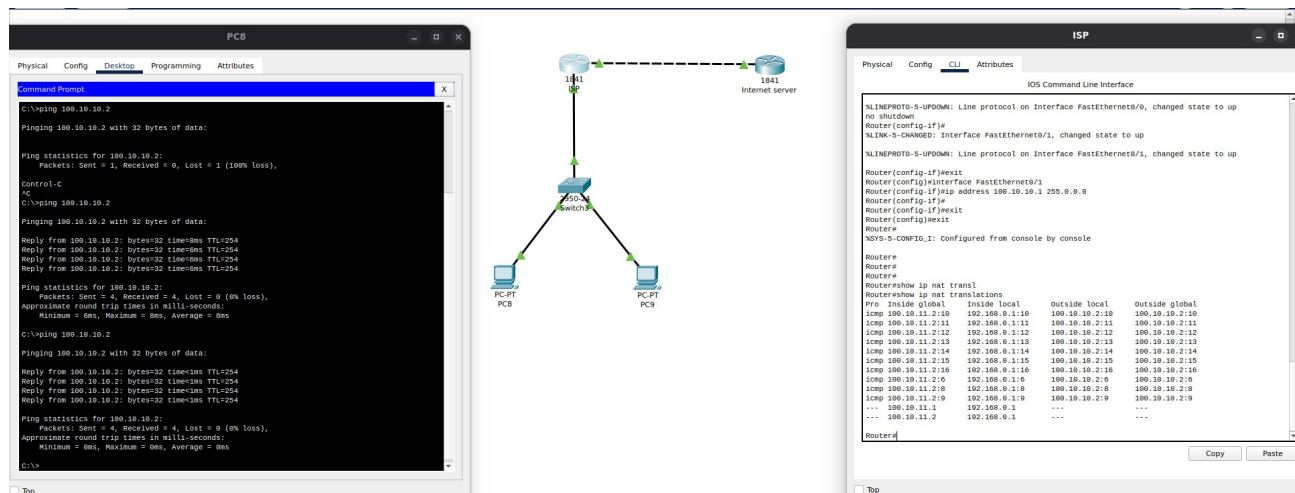 PC8
Physical Config Desktop Programming Attributes
Command Prompt
X
C:\>ping 100.10.10.2
Pinging 100.10.10.2 with 32 bytes of data:
Ping statistics for 100.10.10.2:
Packets: Sent = 1, Received = 0, Lost = 1 (100% loss),
Control-C
^C
C:\>ping 100.10.10.2
Pinging 100.10.10.2 with 32 bytes of data:
Reply from 100.10.10.2: bytes=32 time=8ms TTL=254
Reply from 100.10.10.2: bytes=32 time=6ms TTL=254
Reply from 100.10.10.2: bytes=32 time=6ms TTL=254
Reply from 100.10.10.2: bytes=32 time=6ms TTL=254
Ping statistics for 100.10.10.2:
Packets: Sent = 4, Received = 4, Lost = 0 (0% loss),
Approximate round trip times in milli-seconds:
Minimum = 6ms, Maximum = 8ms, Average = 6ms
C:\>ping 100.10.10.2
Pinging 100.10.10.2 with 32 bytes of data:
Reply from 100.10.10.2: bytes=32 time<1ms TTL=254
Reply from 100.10.10.2: bytes=32 time<1ms TTL=254
Reply from 100.10.10.2: bytes=32 time<1ms TTL=254
Reply from 100.10.10.2: bytes=32 time<1ms TTL=254
Ping statistics for 100.10.10.2:
Packets: Sent = 4, Received = 4, Lost = 0 (0% loss),
Approximate round trip times in milli-seconds:
Minimum = 0ms, Maximum = 0ms, Average = 0ms
C:\>
Top
1841
ISP
1841
Internet server
2950-24
Switch3
PC-PT
PC8
PC-PT
PC9
ISP
Physical Config CLI Attributes
IOS Command Line Interface
%LINEPROTO-5-UPDOWN: Line protocol on Interface FastEthernet0/0, changed state to up
no shutdown
Router(config-if)#
%LINK-5-CHANGED: Interface FastEthernet0/1, changed state to up
%LINEPROTO-5-UPDOWN: Line protocol on Interface FastEthernet0/1, changed state to up
Router(config-if)#exit
Router(config)#interface FastEthernet0/1
Router(config-if)#ip address 100.10.10.1 255.0.0.0
Router(config-if)#
Router(config-if)#exit
Router(config)#exit
Router#
%SYS-5-CONFIG_I: Configured from console by console
Router#
Router#
Router#
Router#show ip nat transl
Router#show ip nat translations
Pro Inside global Inside local Outside local Outside global
icmp 100.10.11.2:10 192.168.0.1:10 100.10.10.2:10 100.10.10.2:10
icmp 100.10.11.2:11 192.168.0.1:11 100.10.10.2:11 100.10.10.2:11
icmp 100.10.11.2:12 192.168.0.1:12 100.10.10.2:12 100.10.10.2:12
icmp 100.10.11.2:13 192.168.0.1:13 100.10.10.2:13 100.10.10.2:13
icmp 100.10.11.2:14 192.168.0.1:14 100.10.10.2:14 100.10.10.2:14
icmp 100.10.11.2:15 192.168.0.1:15 100.10.10.2:15 100.10.10.2:15
icmp 100.10.11.2:16 192.168.0.1:16 100.10.10.2:16 100.10.10.2:16
icmp 100.10.11.2:6 192.168.0.1:6 100.10.10.2:6 100.10.10.2:6
icmp 100.10.11.2:8 192.168.0.1:8 100.10.10.2:8 100.10.10.2:8
icmp 100.10.11.2:9 192.168.0.1:9 100.10.10.2:9 100.10.10.2:9
--- 100.10.11.1 192.168.0.1 --- ---
--- 100.10.11.2 192.168.0.1 --- ---
Router#
Copy Paste
Top